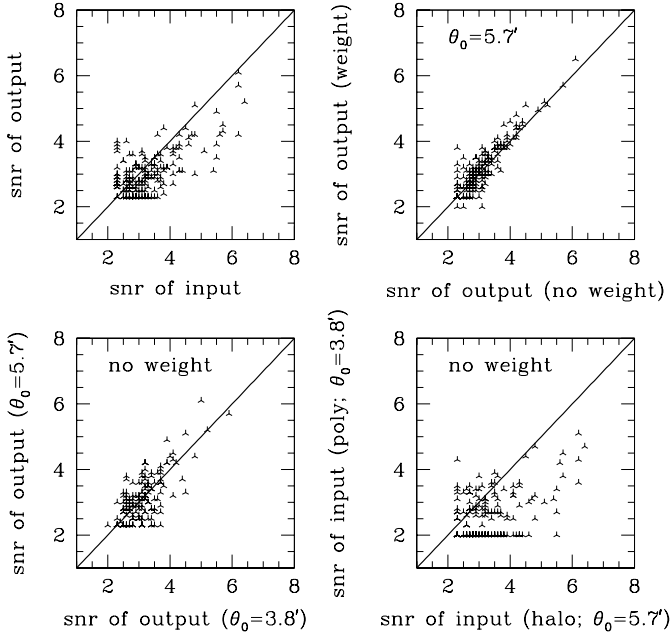 8
6
4
2
snr of output
2 4 6 8
snr of input
θ₀=5.7′
8
6
4
2
snr of output (weight)
2 4 6 8
snr of output (no weight)
no weight
8
6
4
2
snr of output (θ₀=5.7′)
2 4 6 8
snr of output (θ₀=3.8′)
no weight
8
6
4
2
snr of input (poly; θ₀=3.8′)
2 4 6 8
snr of input (halo; θ₀=5.7′)